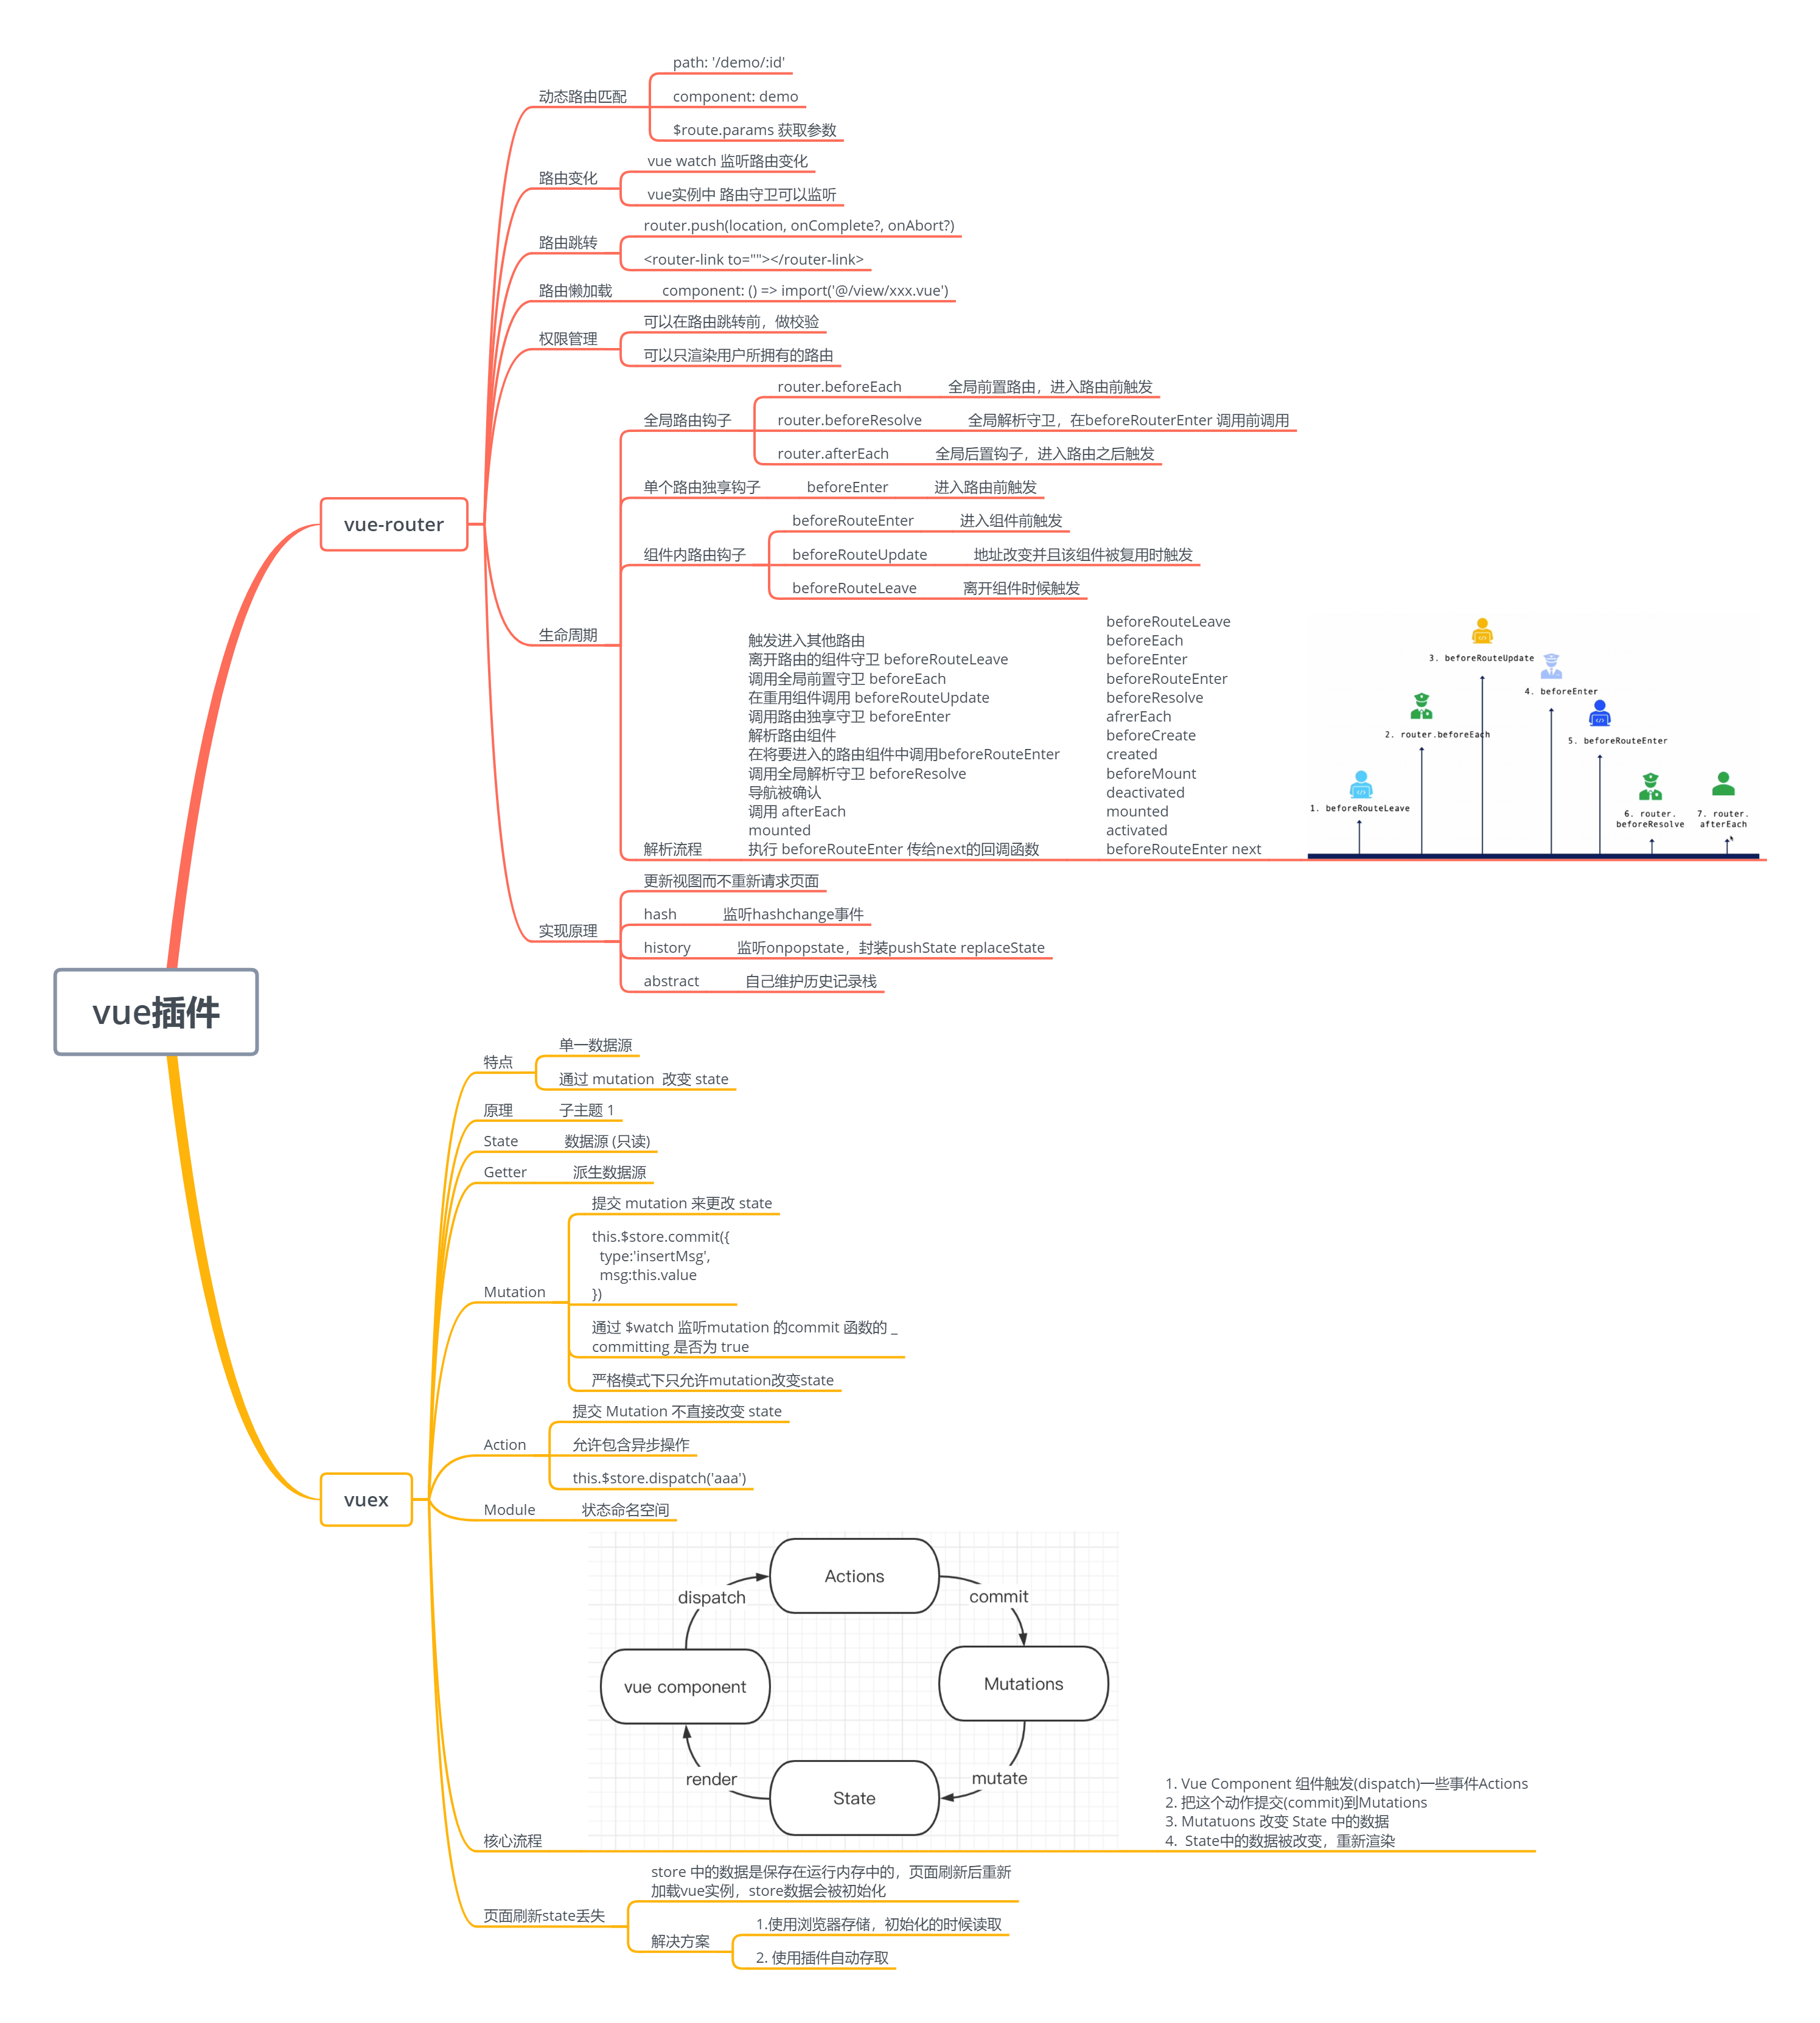 vue插件
vue-router
动态路由匹配
path: '/demo/:id'
component: demo
$route.params 获取参数
路由变化
vue watch 监听路由变化
vue实例中 路由守卫可以监听
路由跳转
router.push(location, onComplete?, onAbort?)
<router-link to=""></router-link>
路由懒加载
component: () => import('@/view/xxx.vue')
权限管理
可以在路由跳转前，做校验
可以只渲染用户所拥有的路由
生命周期
全局路由钩子
router.beforeEach
全局前置路由，进入路由前触发
router.beforeResolve
全局解析守卫，在beforeRouterEnter 调用前调用
router.afterEach
全局后置钩子，进入路由之后触发
单个路由独享钩子
beforeEnter
进入路由前触发
组件内路由钩子
beforeRouteEnter
进入组件前触发
beforeRouteUpdate
地址改变并且该组件被复用时触发
beforeRouteLeave
离开组件时候触发
解析流程
触发进入其他路由
离开路由的组件守卫 beforeRouteLeave
调用全局前置守卫 beforeEach
在重用组件调用 beforeRouteUpdate
调用路由独享守卫 beforeEnter
解析路由组件
在将要进入的路由组件中调用beforeRouteEnter
调用全局解析守卫 beforeResolve
导航被确认
调用 afterEach
mounted
执行 beforeRouteEnter 传给next的回调函数
beforeRouteLeave
beforeEach
beforeEnter
beforeRouteEnter
beforeResolve
afrerEach
beforeCreate
created
beforeMount
deactivated
mounted
activated
beforeRouteEnter next
1. beforeRouteLeave
2. router.beforeEach
3. beforeRouteUpdate
4. beforeEnter
5. beforeRouteEnter
6. router.
beforeResolve
7. router.
afterEach
实现原理
更新视图而不重新请求页面
hash
监听hashchange事件
history
监听onpopstate，封装pushState replaceState
abstract
自己维护历史记录栈
vuex
特点
单一数据源
通过 mutation  改变 state
原理
子主题 1
State
数据源 (只读)
Getter
派生数据源
Mutation
提交 mutation 来更改 state
this.$store.commit({
type:'insertMsg',
msg:this.value
})
通过 $watch 监听mutation 的commit 函数的 _
committing 是否为 true
严格模式下只允许mutation改变state
Action
提交 Mutation 不直接改变 state
允许包含异步操作
this.$store.dispatch('aaa')
Module
状态命名空间
核心流程
Actions
dispatch
commit
vue component
Mutations
render
mutate
State
1. Vue Component 组件触发(dispatch)一些事件Actions
2. 把这个动作提交(commit)到Mutations
3. Mutatuons 改变 State 中的数据
4.  State中的数据被改变，重新渲染
页面刷新state丢失
store 中的数据是保存在运行内存中的，页面刷新后重新
加载vue实例，store数据会被初始化
解决方案
1.使用浏览器存储，初始化的时候读取
2. 使用插件自动存取